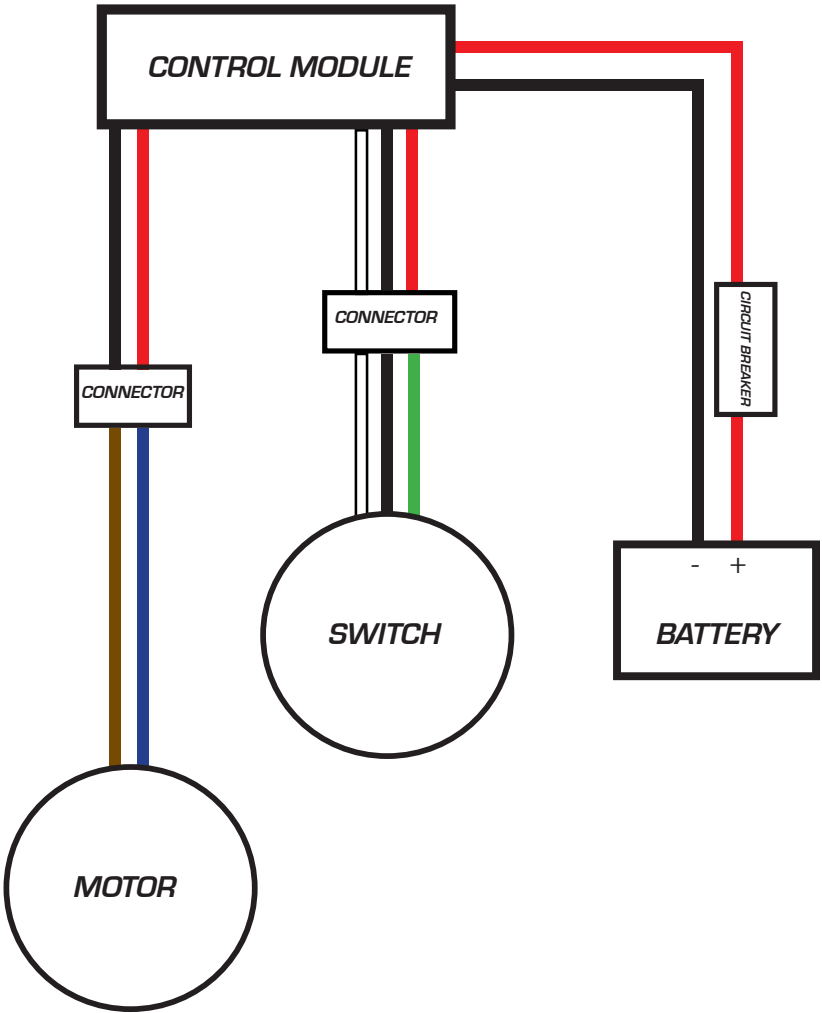 CONTROL MODULE
CONNECTOR
CIRCUIT BREAKER
CONNECTOR
- +
SWITCH
BATTERY
MOTOR